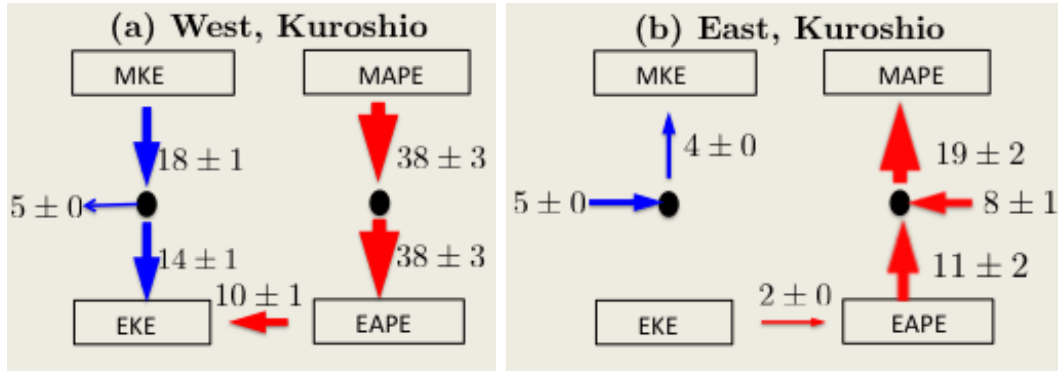 (a) West, Kuroshio
MKE
MAPE
18 ± 1
38 ± 3
5 ± 0
14 ± 1
38 ± 3
10 ± 1
EKE
EAPE
(b) East, Kuroshio
MKE
MAPE
4 ± 0
19 ± 2
5 ± 0
8 ± 1
11 ± 2
2 ± 0
EKE
EAPE